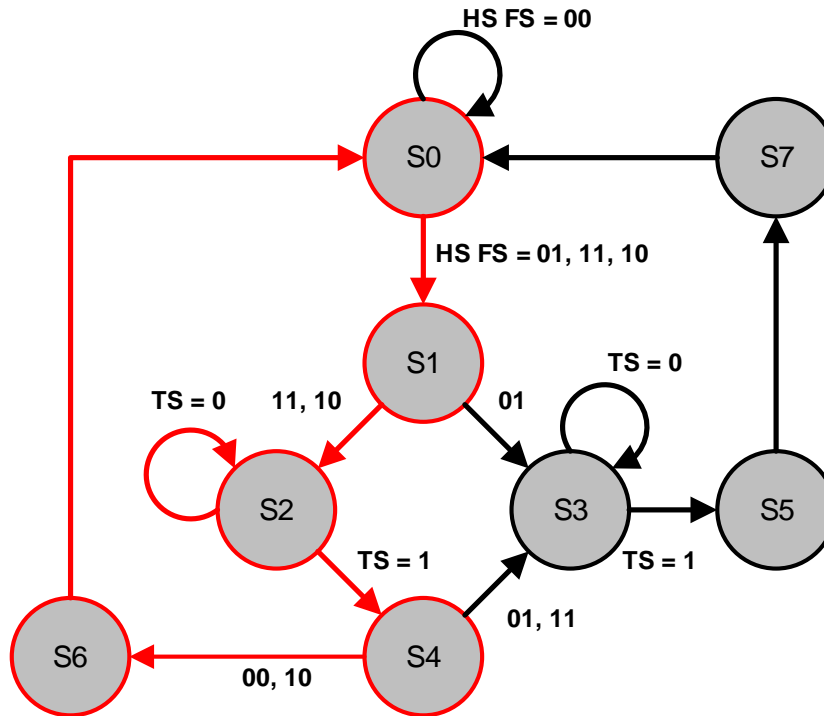 HS FS = 00
S0
S7
HS FS = 01, 11, 10
S1
TS = 0
TS = 0
11, 10
01
S2
S3
S5
TS = 1
TS = 1
01, 11
S6
S4
00, 10